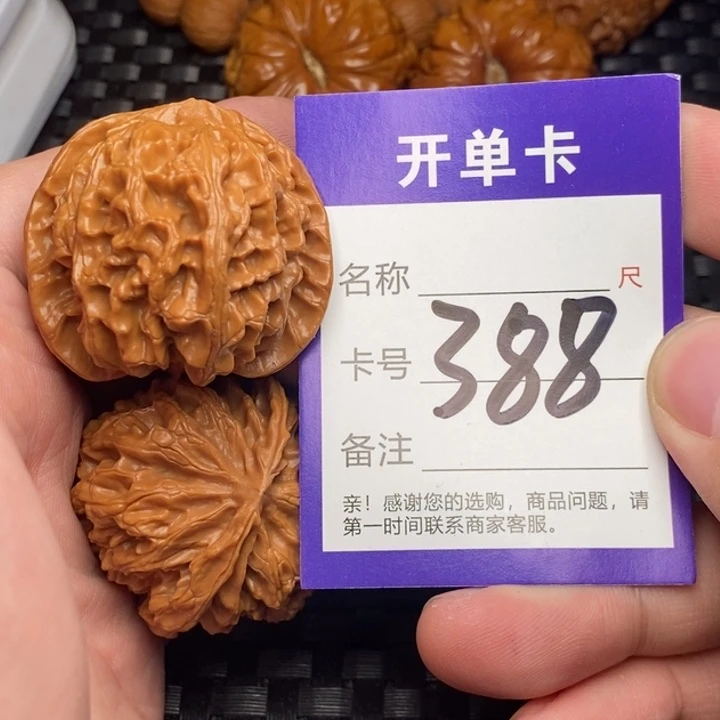 开单卡
名称 尺
卡号 388
备注
亲！感谢您的选购，商品问题，请
第一时间联系商家客服。